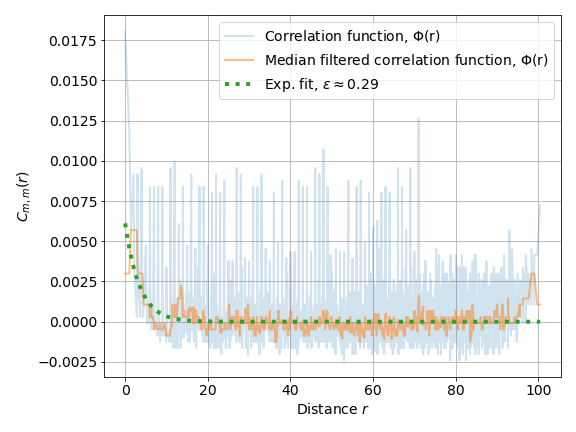 Correlation function, Φ(r)
Median filtered correlation function, Φ(r)
Exp. fit, ε ≈ 0.29
0.0175
0.0150
0.0125
0.0100
0.0075
0.0050
0.0025
0.0000
−0.0025
C_{m,m}(r)
0 20 40 60 80 100
Distance r